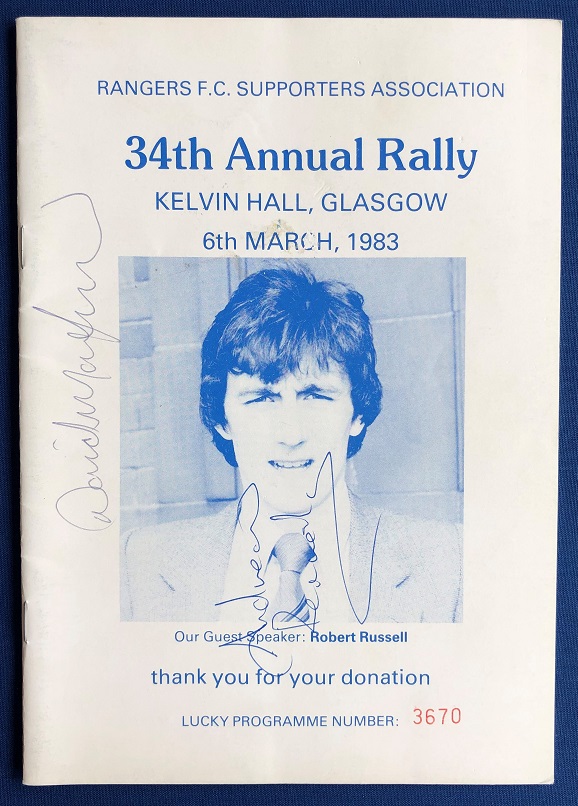 RANGERS F.C. SUPPORTERS ASSOCIATION
34th Annual Rally
KELVIN HALL, GLASGOW
6th MARCH, 1983
Our Guest Speaker: Robert Russell
thank you for your donation
LUCKY PROGRAMME NUMBER: 3670